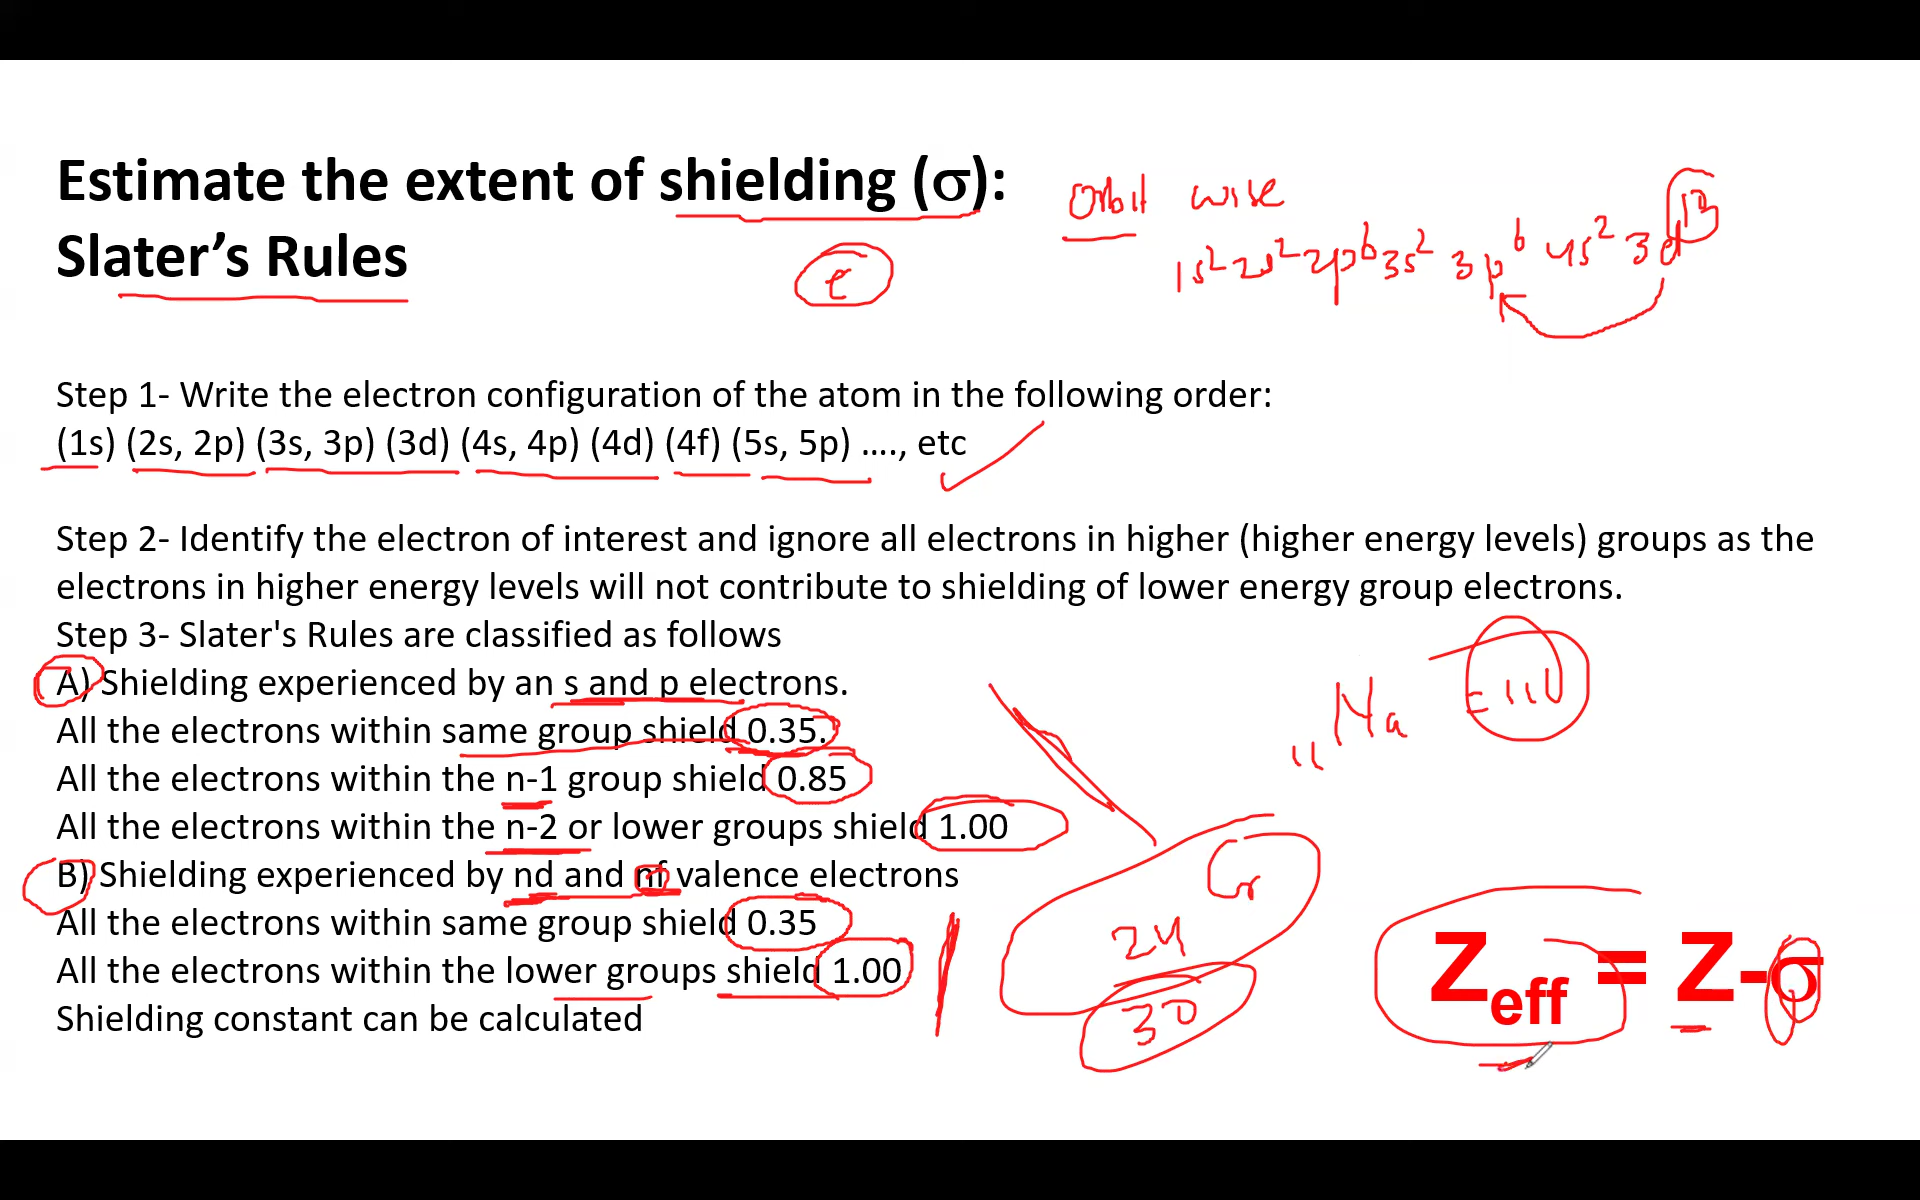 Estimate the extent of shielding (σ):
Slater's Rules
Orbit wise
1s² 2s² 2p⁶ 3s² 3p⁶ 4s² 3d
e
Step 1- Write the electron configuration of the atom in the following order:
(1s) (2s, 2p) (3s, 3p) (3d) (4s, 4p) (4d) (4f) (5s, 5p) ...., etc
Step 2- Identify the electron of interest and ignore all electrons in higher (higher energy levels) groups as the
electrons in higher energy levels will not contribute to shielding of lower energy group electrons.
Step 3- Slater's Rules are classified as follows
A) Shielding experienced by an s and p electrons.
All the electrons within same group shield 0.35.
All the electrons within the n-1 group shield 0.85
All the electrons within the n-2 or lower groups shield 1.00
B) Shielding experienced by nd and nf valence electrons
All the electrons within same group shield 0.35
All the electrons within the lower groups shield 1.00
Shielding constant can be calculated
₁₁Na
Cr
24
30
Zeff = Z-σ